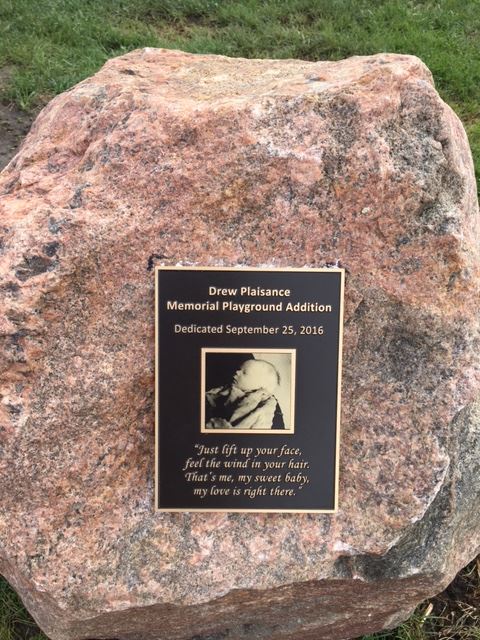 Drew Plaisance
Memorial Playground Addition
Dedicated September 25, 2016
"Just lift up your face,
feel the wind in your hair.
That's me, my sweet baby,
my love is right there."